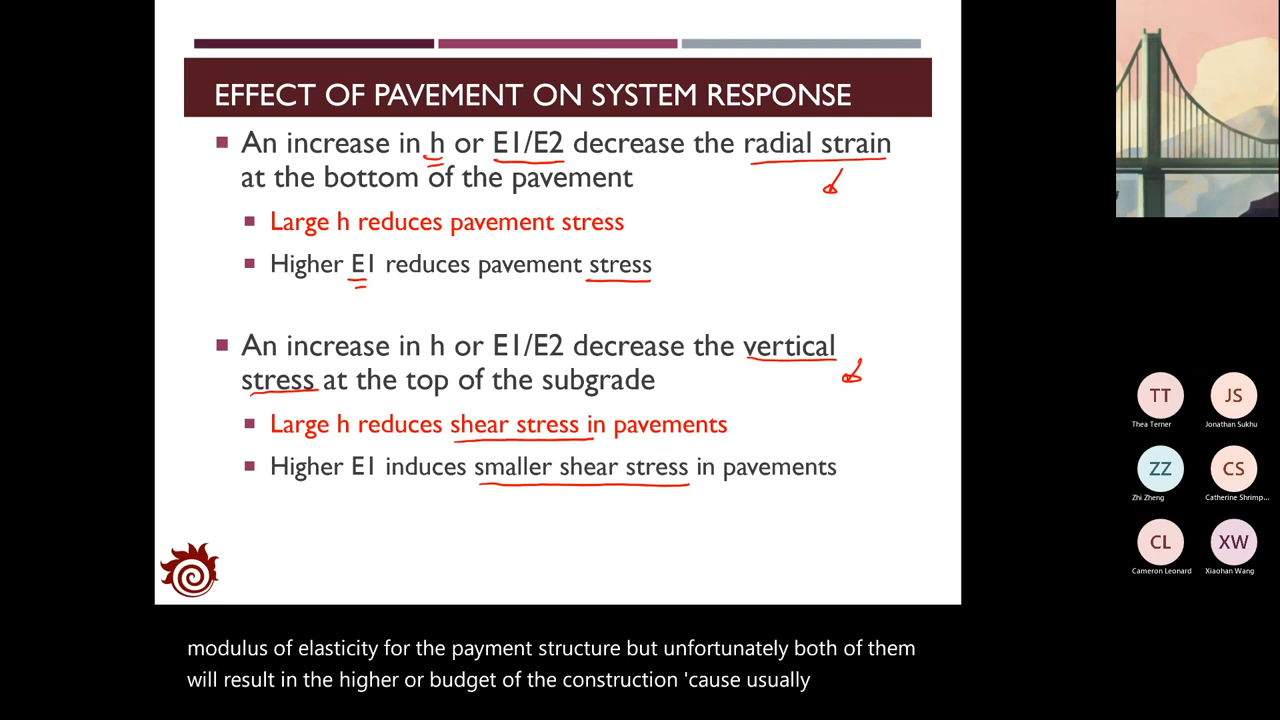 EFFECT OF PAVEMENT ON SYSTEM RESPONSE
An increase in h or E1/E2 decrease the radial strain
at the bottom of the pavement
Large h reduces pavement stress
Higher E1 reduces pavement stress
An increase in h or E1/E2 decrease the vertical
stress at the top of the subgrade
Large h reduces shear stress in pavements
Higher E1 induces smaller shear stress in pavements
modulus of elasticity for the payment structure but unfortunately both of them
will result in the higher or budget of the construction 'cause usually
TT
Thea Terner
JS
Jonathan Sukhu
ZZ
Zhi Zheng
CS
Catherine Shrimp...
CL
Cameron Leonard
XW
Xiaohan Wang